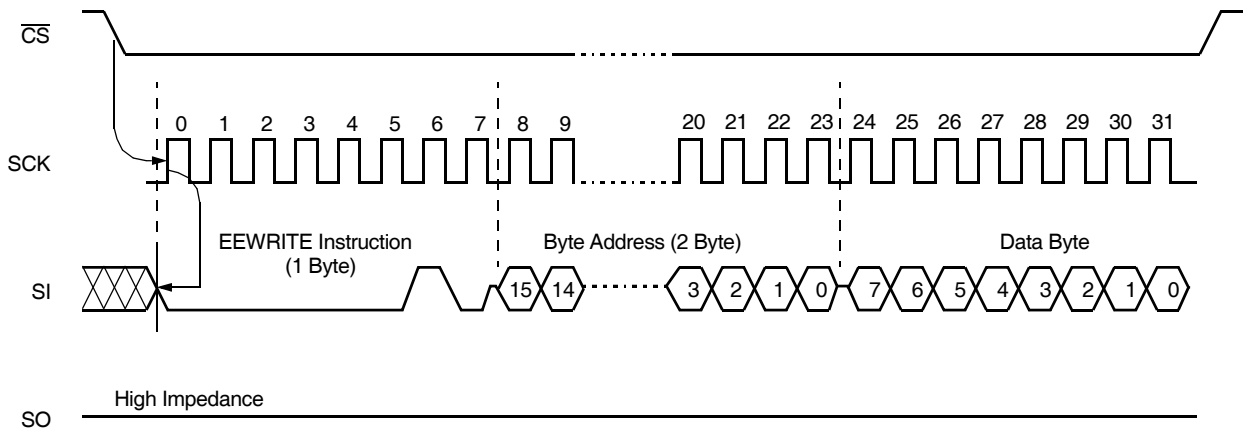 CS
0 1 2 3 4 5 6 7 8 9 20 21 22 23 24 25 26 27 28 29 30 31
SCK
EEWRITE Instruction
(1 Byte)
Byte Address (2 Byte)
Data Byte
SI
15 14 3 2 1 0 7 6 5 4 3 2 1 0
High Impedance
SO